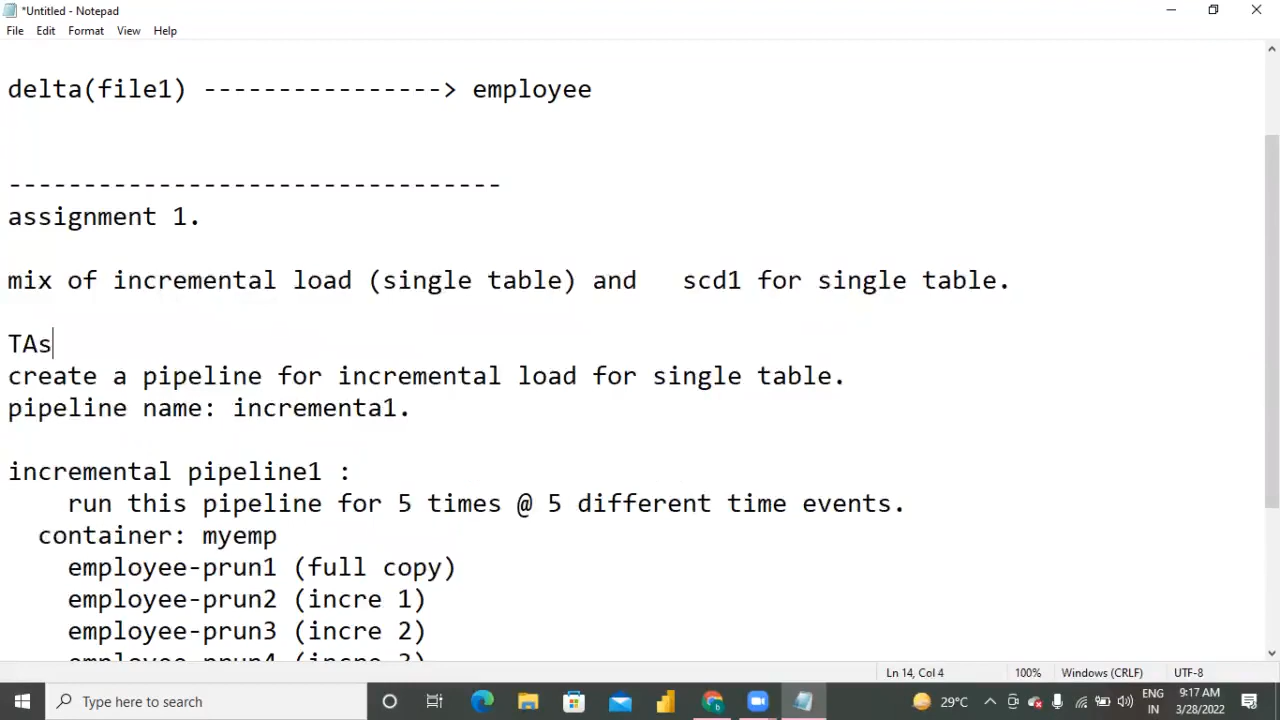 *Untitled - Notepad
File Edit Format View Help
delta(file1) ----------------> employee
---------------------------------
assignment 1.
mix of incremental load (single table) and   scd1 for single table.
TAs
create a pipeline for incremental load for single table.
pipeline name: incrementa1.
incremental pipeline1 :
run this pipeline for 5 times @ 5 different time events.
container: myemp
employee-prun1 (full copy)
employee-prun2 (incre 1)
employee-prun3 (incre 2)
employee-prun4 (incre 3)
Ln 14, Col 4 100% Windows (CRLF) UTF-8
Type here to search
29°C
ENG
IN
9:17 AM
3/28/2022